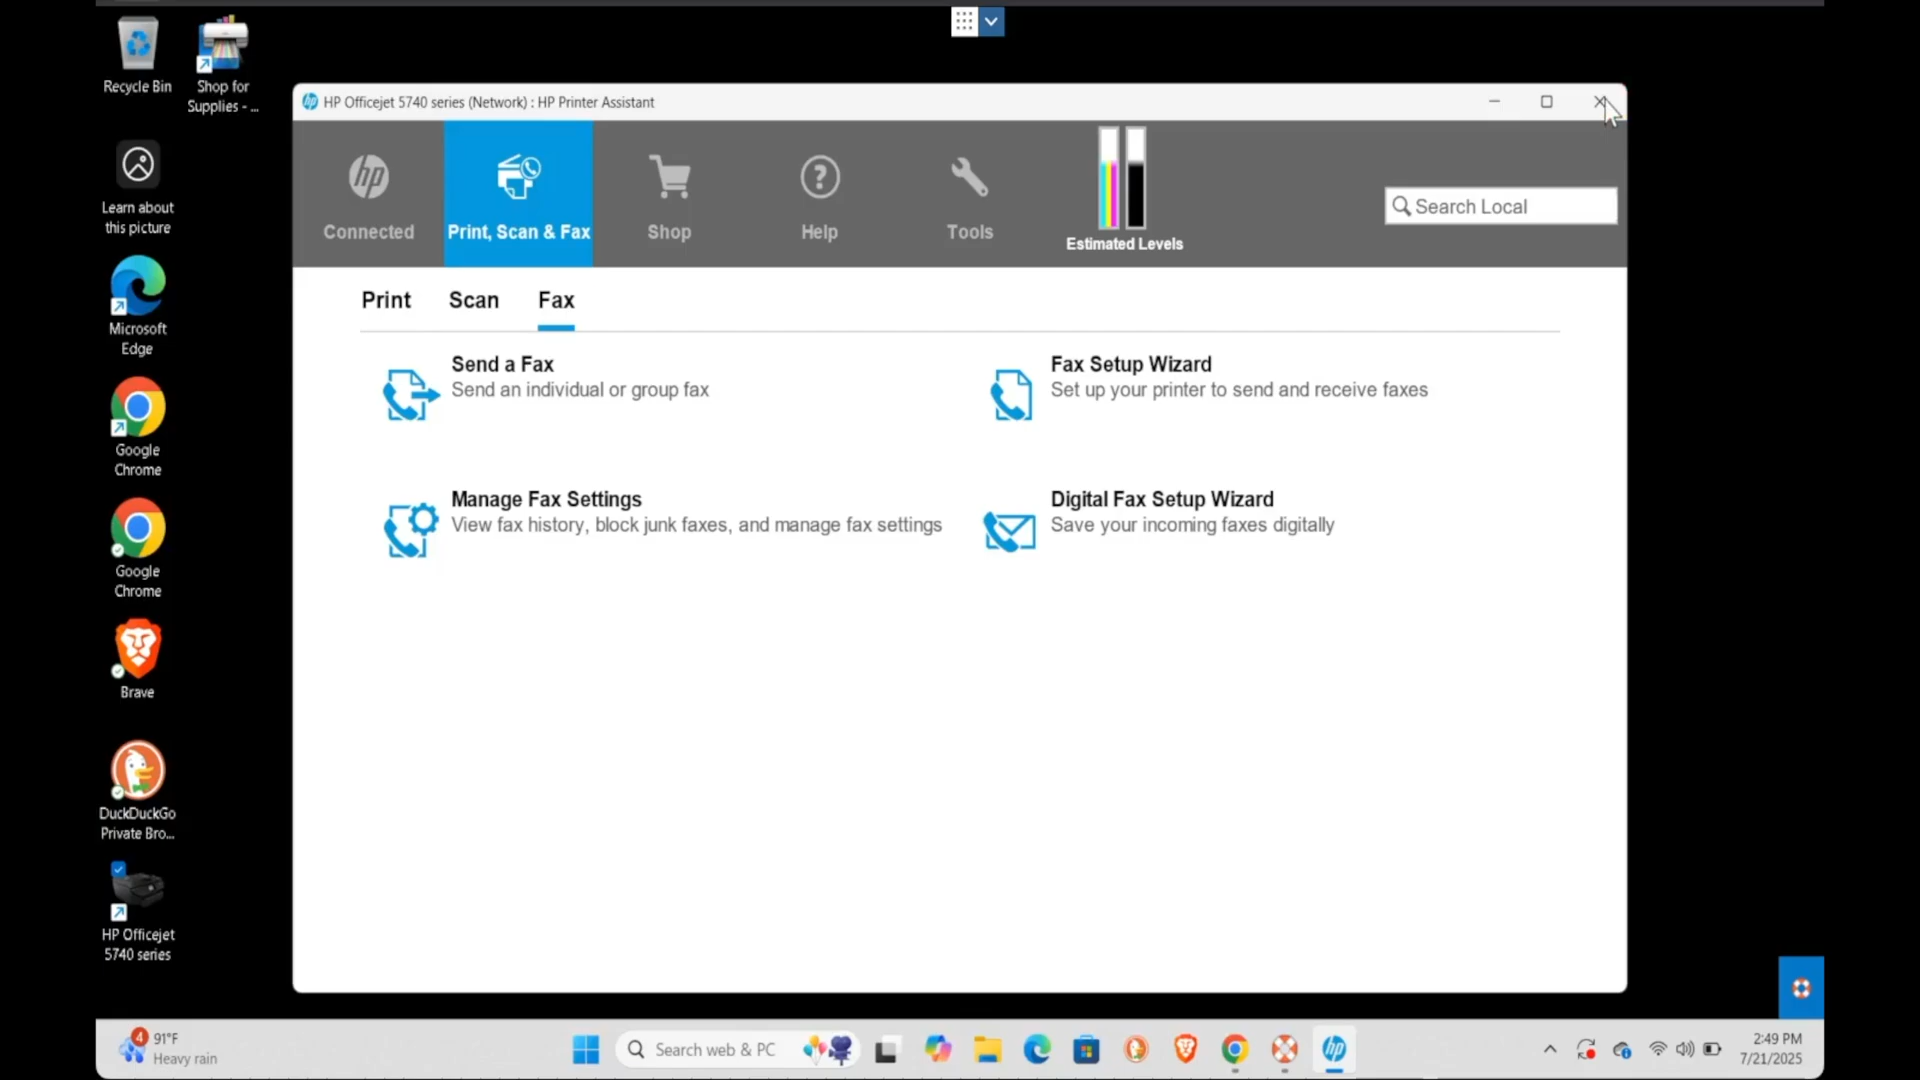 Recycle Bin
Shop for
Supplies - ...
Learn about
this picture
Microsoft
Edge
Google
Chrome
Google
Chrome
Brave
DuckDuckGo
Private Bro...
HP Officejet
5740 series
hp HP Officejet 5740 series (Network) : HP Printer Assistant
hp
Connected
Print, Scan & Fax
Shop
?
Help
Tools
Estimated Levels
Search Local
Print Scan Fax
Send a Fax
Send an individual or group fax
Fax Setup Wizard
Set up your printer to send and receive faxes
Manage Fax Settings
View fax history, block junk faxes, and manage fax settings
Digital Fax Setup Wizard
Save your incoming faxes digitally
4
91°F
Heavy rain
Search web & PC
hp
2:49 PM
7/21/2025